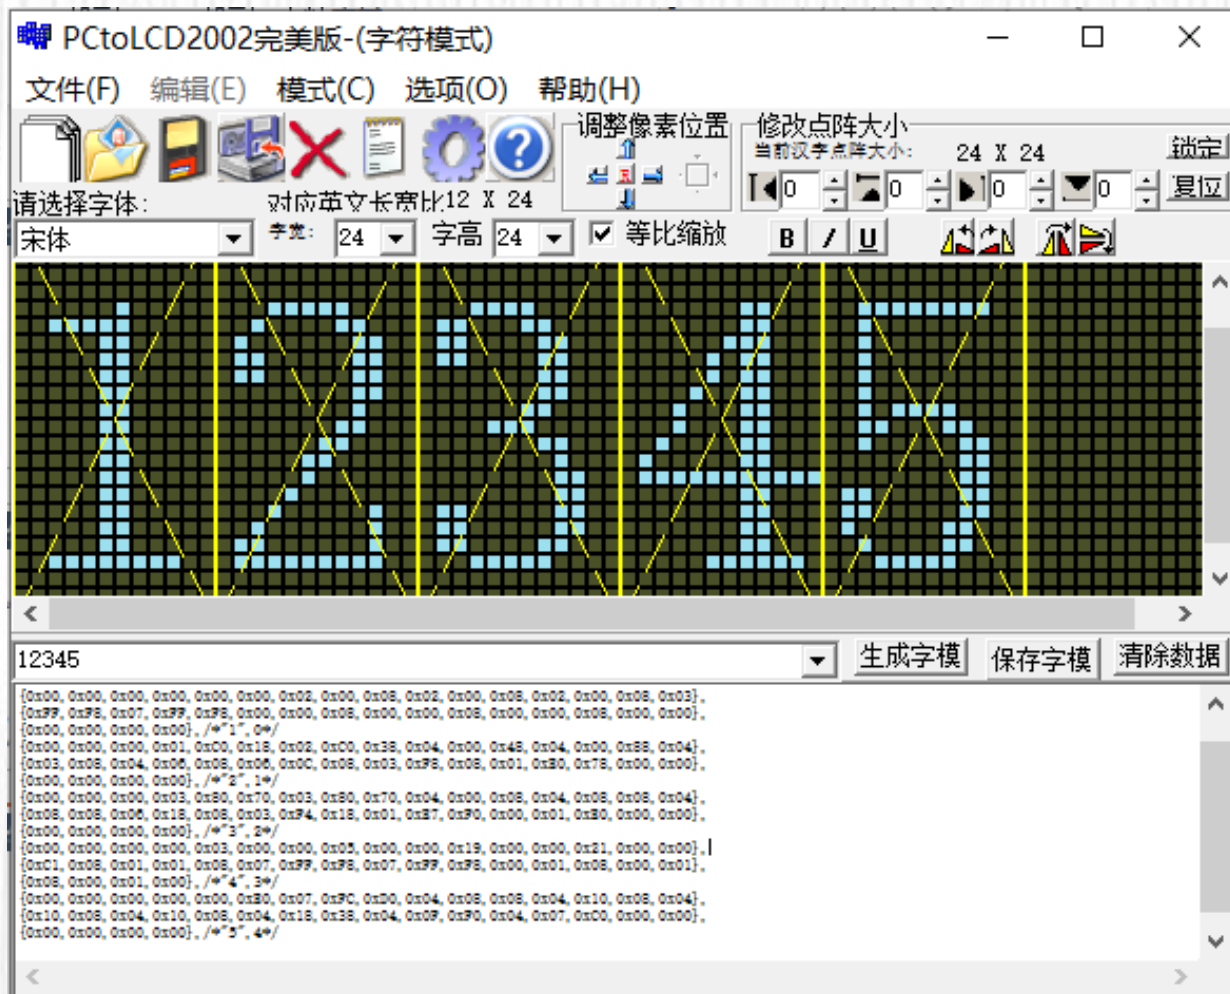 PCtoLCD2002完美版-(字符模式)
文件(F) 编辑(E) 模式(C) 选项(O) 帮助(H)
调整像素位置 修改点阵大小
当前汉字点阵大小: 24 X 24 锁定
0 0 0 0 复位
请选择字体: 对应英文长宽比12 X 24
宋体 字宽: 24 字高 24 等比缩放 B I U
12345 生成字模 保存字模 清除数据
{0x00, 0x00, 0x00, 0x00, 0x00, 0x00, 0x02, 0x00, 0x08, 0x02, 0x00, 0x08, 0x02, 0x00, 0x08, 0x03},
{0xFF, 0xF8, 0x07, 0xFF, 0xF8, 0x00, 0x00, 0x08, 0x00, 0x00, 0x08, 0x00, 0x00, 0x08, 0x00, 0x00},
{0x00, 0x00, 0x00, 0x00}, /*"1", 0*/
{0x00, 0x00, 0x00, 0x01, 0xC0, 0x18, 0x02, 0xC0, 0x38, 0x04, 0x00, 0x48, 0x04, 0x00, 0x88, 0x04},
{0x03, 0x08, 0x04, 0x06, 0x08, 0x06, 0x0C, 0x08, 0x03, 0xF8, 0x08, 0x01, 0xE0, 0x78, 0x00, 0x00},
{0x00, 0x00, 0x00, 0x00}, /*"2", 1*/
{0x00, 0x00, 0x00, 0x03, 0x80, 0x70, 0x03, 0x80, 0x70, 0x04, 0x00, 0x08, 0x04, 0x08, 0x08, 0x04},
{0x08, 0x08, 0x06, 0x18, 0x08, 0x03, 0xF4, 0x18, 0x01, 0xE7, 0xF0, 0x00, 0x01, 0xE0, 0x00, 0x00},
{0x00, 0x00, 0x00, 0x00}, /*"3", 2*/
{0x00, 0x00, 0x00, 0x00, 0x03, 0x00, 0x00, 0x05, 0x00, 0x00, 0x19, 0x00, 0x00, 0x21, 0x00, 0x00},
{0xC1, 0x08, 0x01, 0x01, 0x08, 0x07, 0xFF, 0xF8, 0x07, 0xFF, 0xF8, 0x00, 0x01, 0x08, 0x00, 0x01},
{0x08, 0x00, 0x01, 0x00}, /*"4", 3*/
{0x00, 0x00, 0x00, 0x00, 0x00, 0xE0, 0x07, 0xFC, 0xD0, 0x04, 0x08, 0x08, 0x04, 0x10, 0x08, 0x04},
{0x10, 0x08, 0x04, 0x10, 0x08, 0x04, 0x18, 0x38, 0x04, 0x0F, 0xF0, 0x04, 0x07, 0xC0, 0x00, 0x00},
{0x00, 0x00, 0x00, 0x00}, /*"5", 4*/